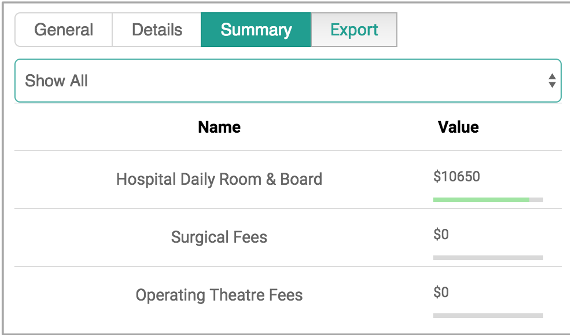 General Details Summary Export
Show All
Name Value
Hospital Daily Room & Board $10650
Surgical Fees $0
Operating Theatre Fees $0